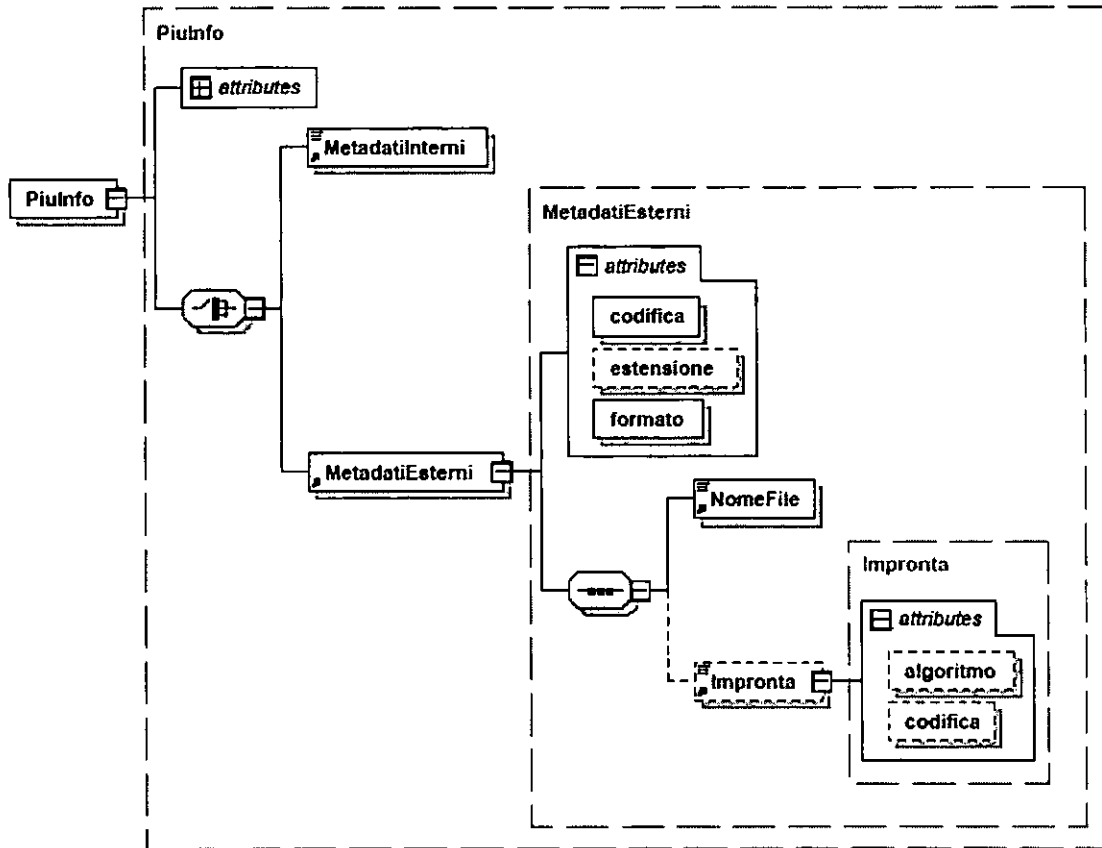 PiuInfo
attributes
MetadatiInterni
PiuInfo
MetadatiEsterni
attributes
codifica
estensione
formato
MetadatiEsterni
NomeFile
Impronta
attributes
algoritmo
Impronta
codifica